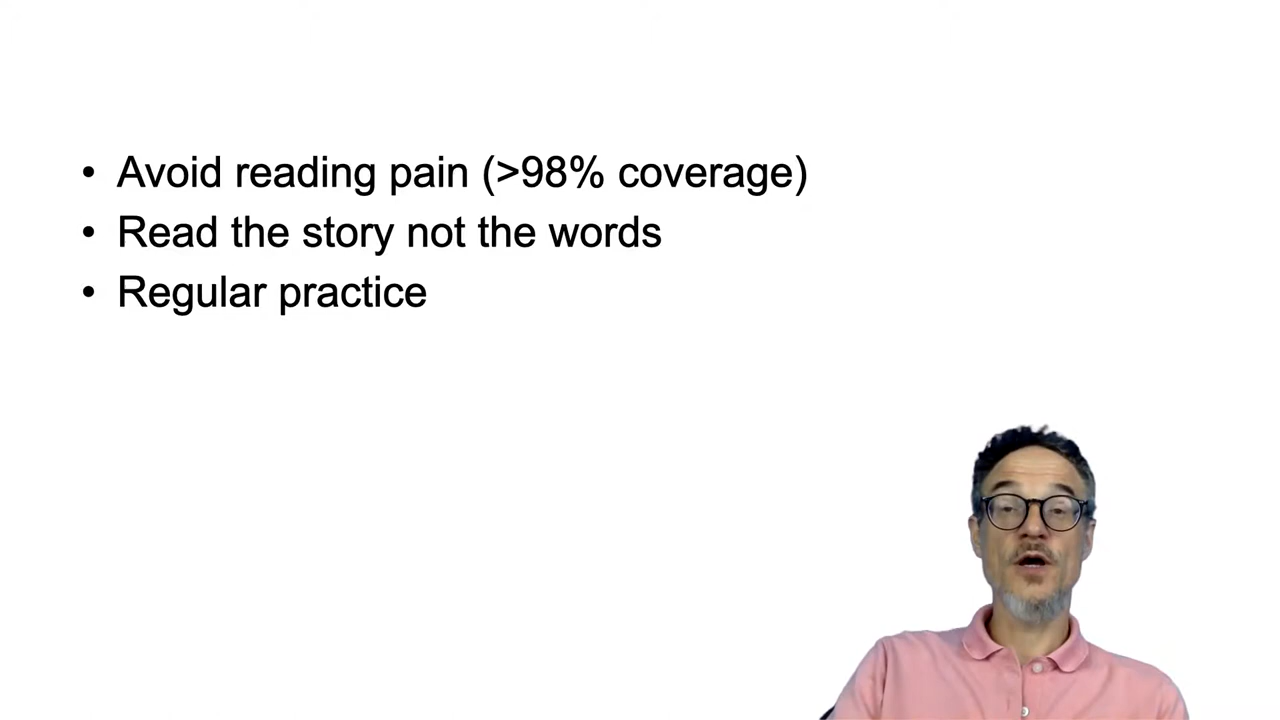 • Avoid reading pain (>98% coverage)
• Read the story not the words
• Regular practice